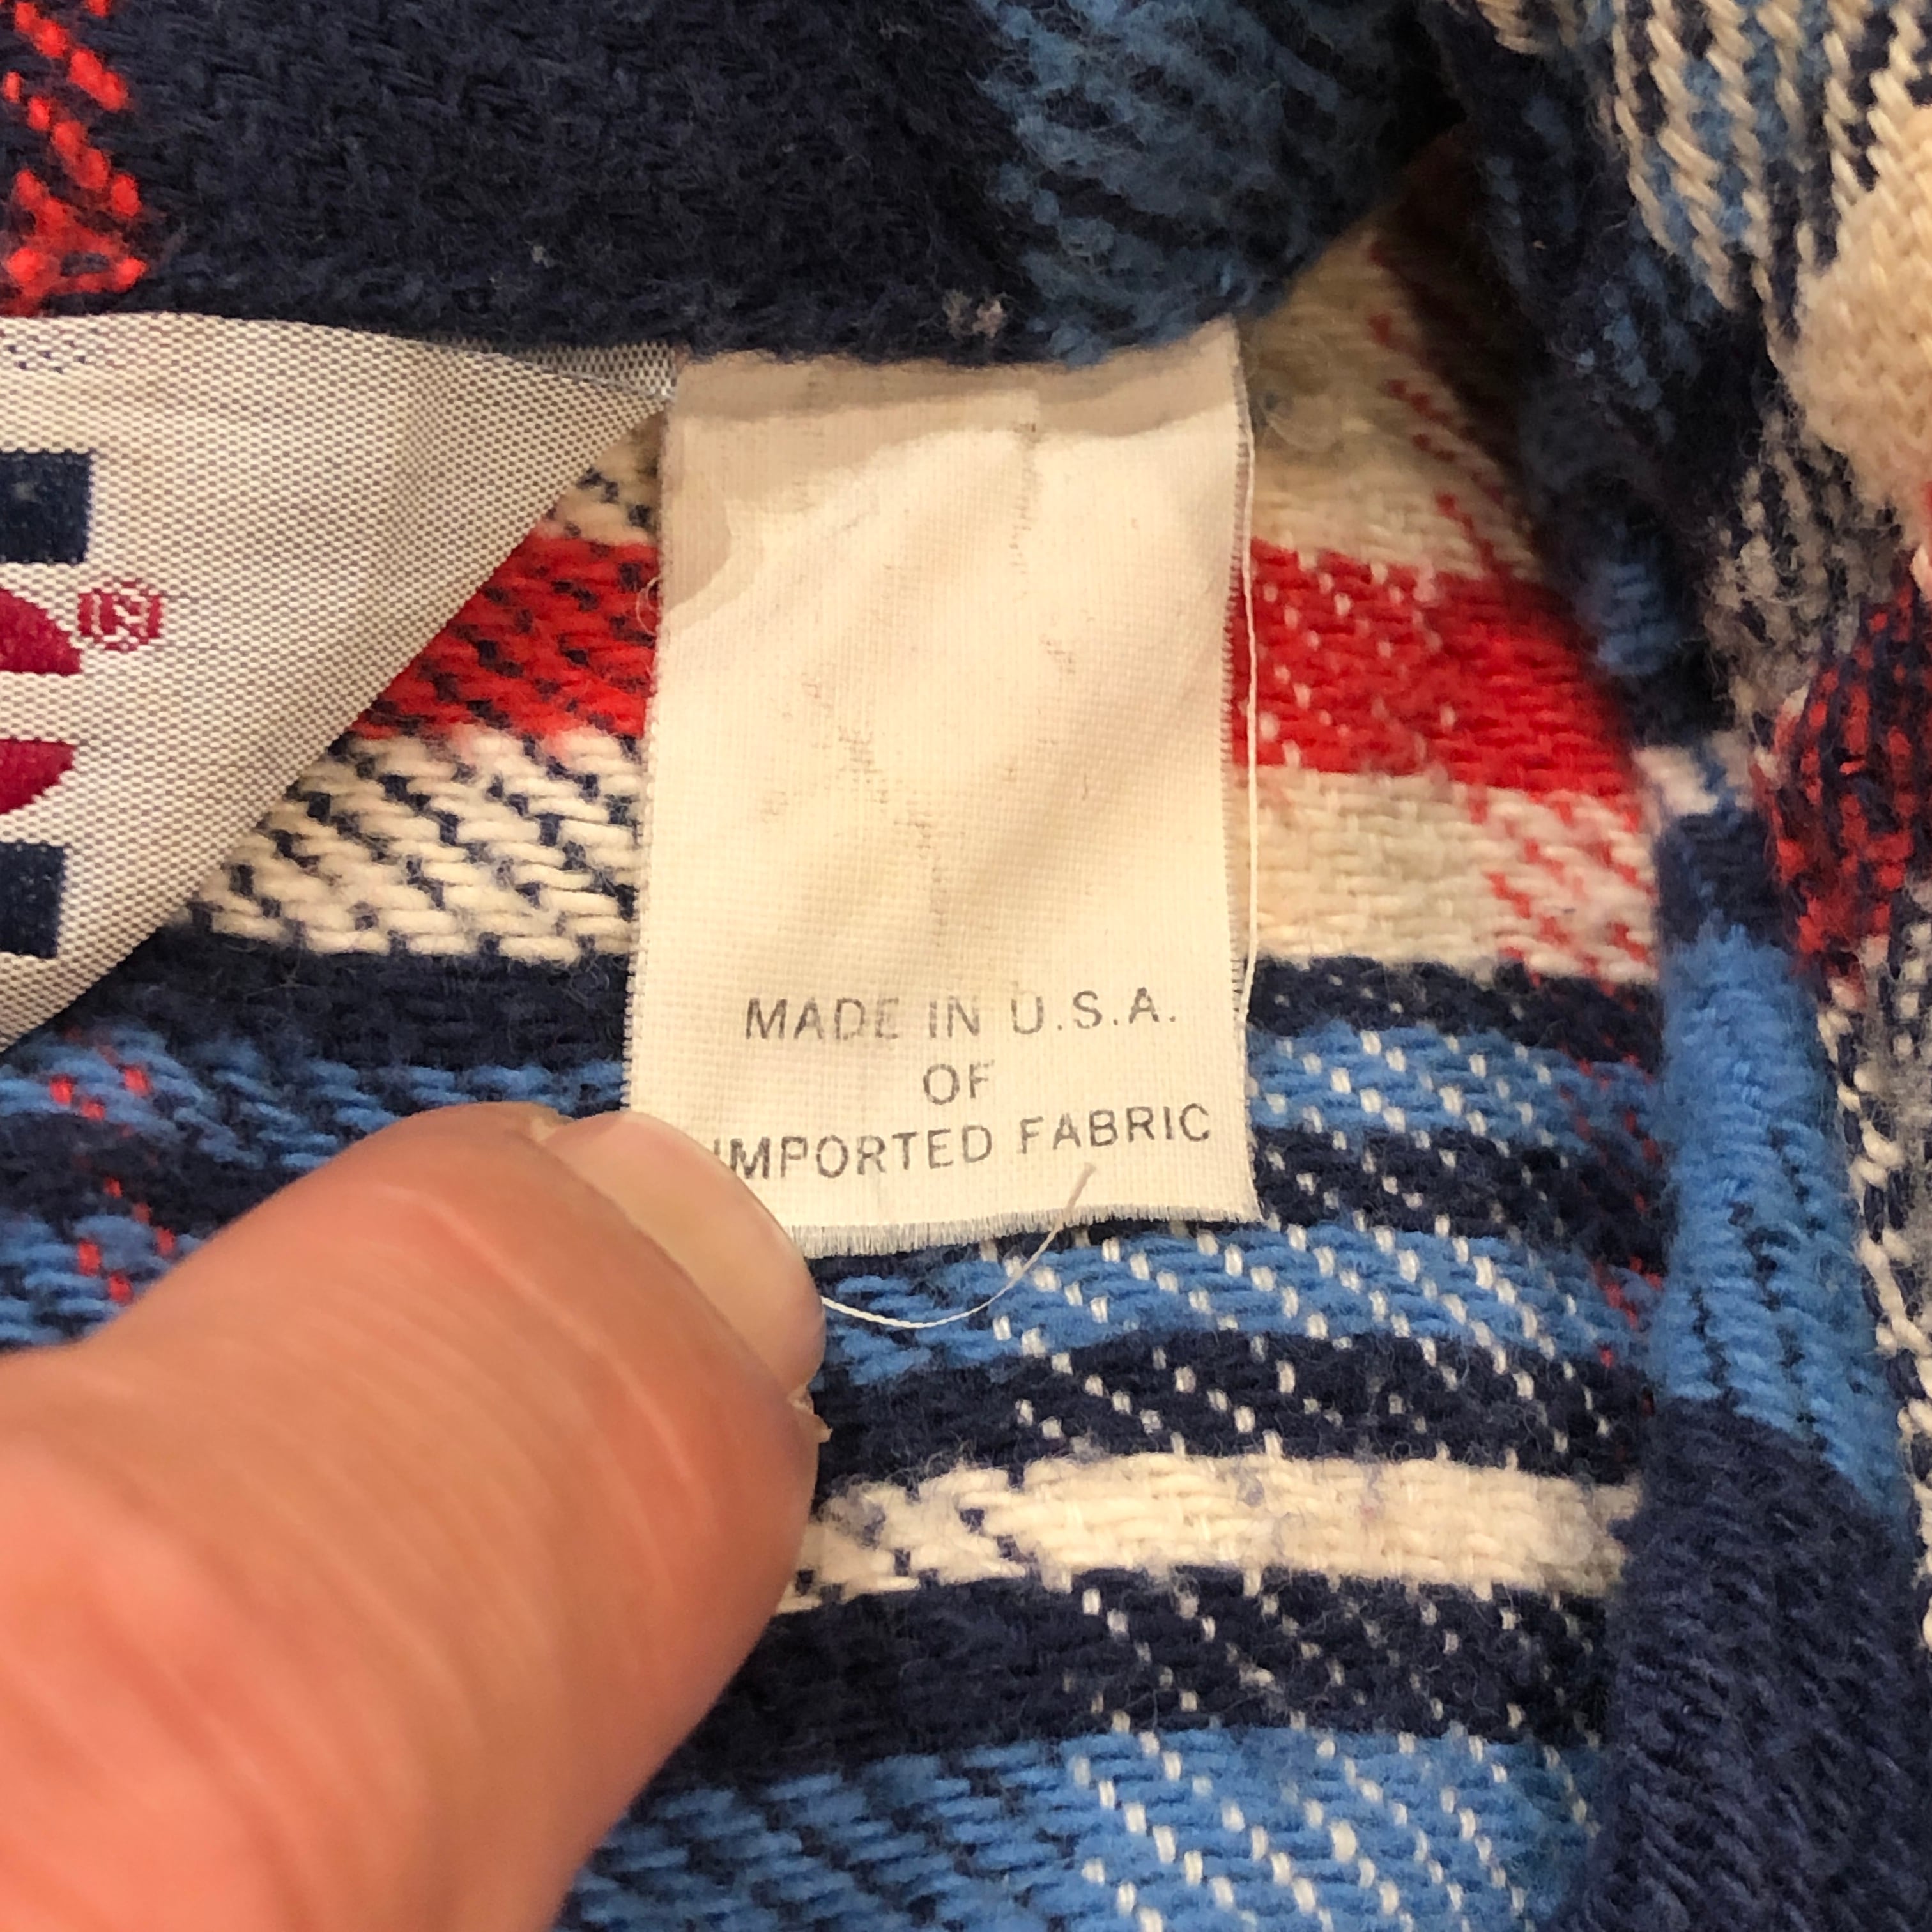 ®
MADE IN U.S.A.
OF
IMPORTED FABRIC